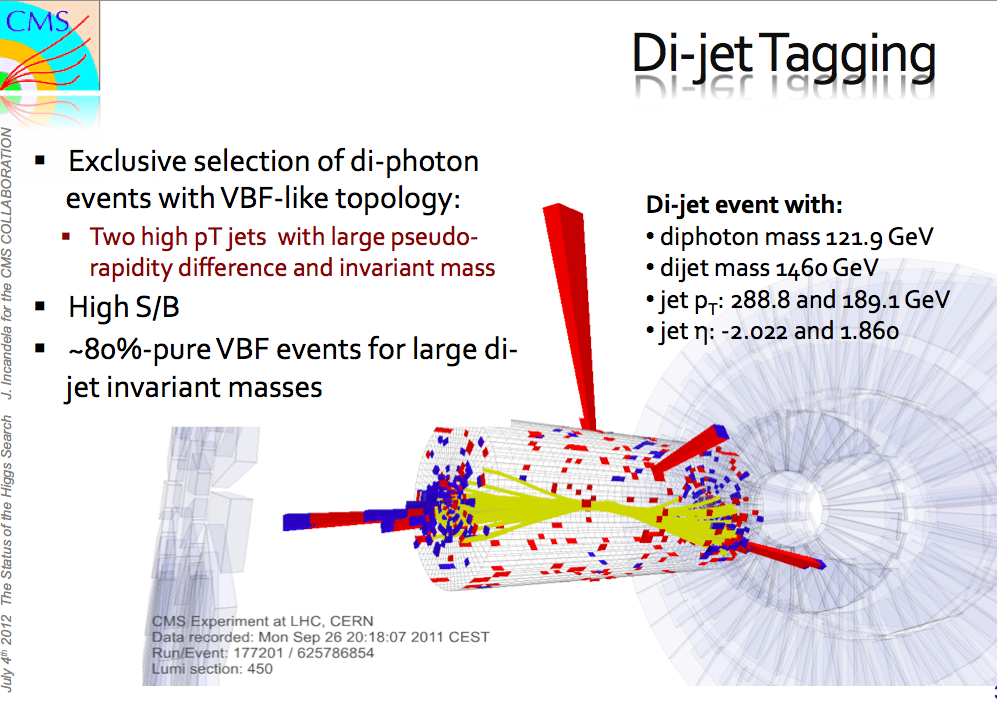 CMS
Di-jet Tagging
July 4th 2012 The Status of the Higgs Search J. Incandela for the CMS COLLABORATION
▪ Exclusive selection of di-photon
events with VBF-like topology:
▪ Two high pT jets with large pseudo-
rapidity difference and invariant mass
▪ High S/B
▪ ~80%-pure VBF events for large di-
jet invariant masses
Di-jet event with:
• diphoton mass 121.9 GeV
• dijet mass 1460 GeV
• jet pT: 288.8 and 189.1 GeV
• jet η: -2.022 and 1.860
CMS Experiment at LHC, CERN
Data recorded: Mon Sep 26 20:18:07 2011 CEST
Run/Event: 177201 / 625786854
Lumi section: 450